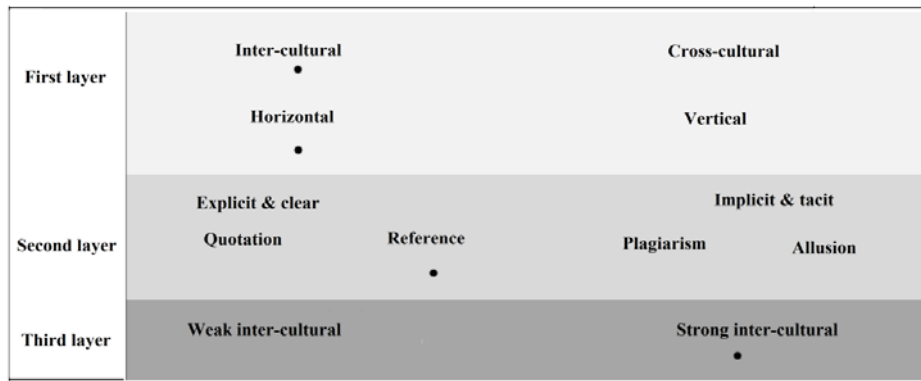 First layer
Inter-cultural Cross-cultural
Horizontal Vertical
Second layer
Explicit & clear Implicit & tacit
Quotation Reference Plagiarism Allusion
Third layer
Weak inter-cultural Strong inter-cultural